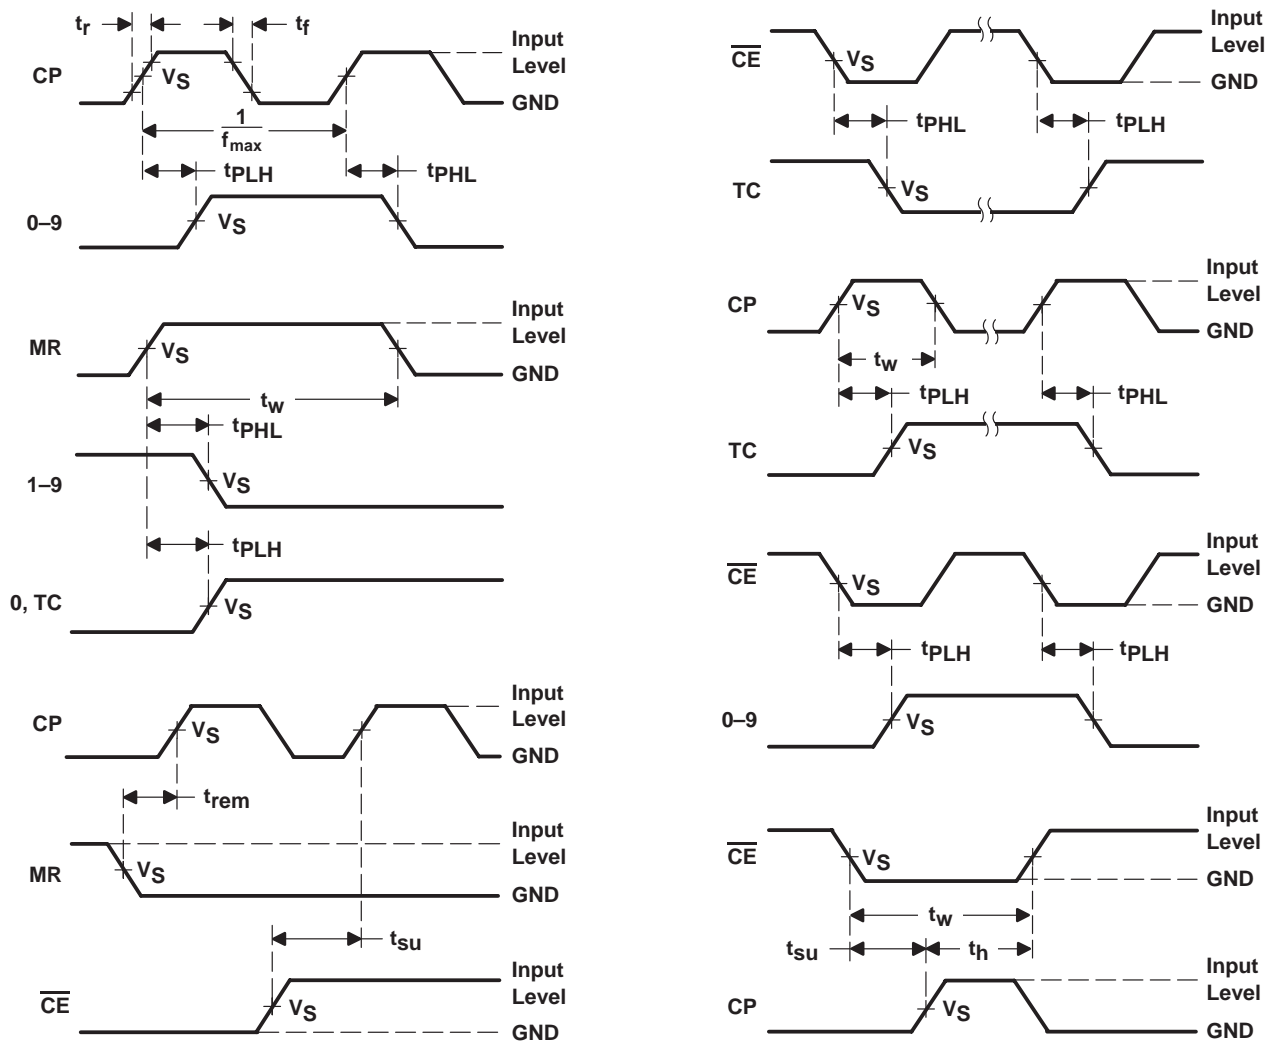 tr
tf
Input
Level
CP
VS
GND
1
fmax
tPLH
tPHL
0–9
VS
Input
Level
MR
VS
GND
tw
tPHL
1–9
VS
tPLH
0, TC
VS
Input
Level
CP
VS
GND
trem
Input
Level
MR
VS
GND
tsu
Input
Level
CE
VS
GND
Input
Level
CE
VS
GND
tPHL
tPLH
TC
VS
Input
Level
CP
VS
GND
tw
tPLH
tPHL
TC
VS
Input
Level
CE
VS
GND
tPLH
tPLH
0–9
VS
Input
Level
CE
VS
GND
tw
tsu
th
Input
Level
CP
VS
GND